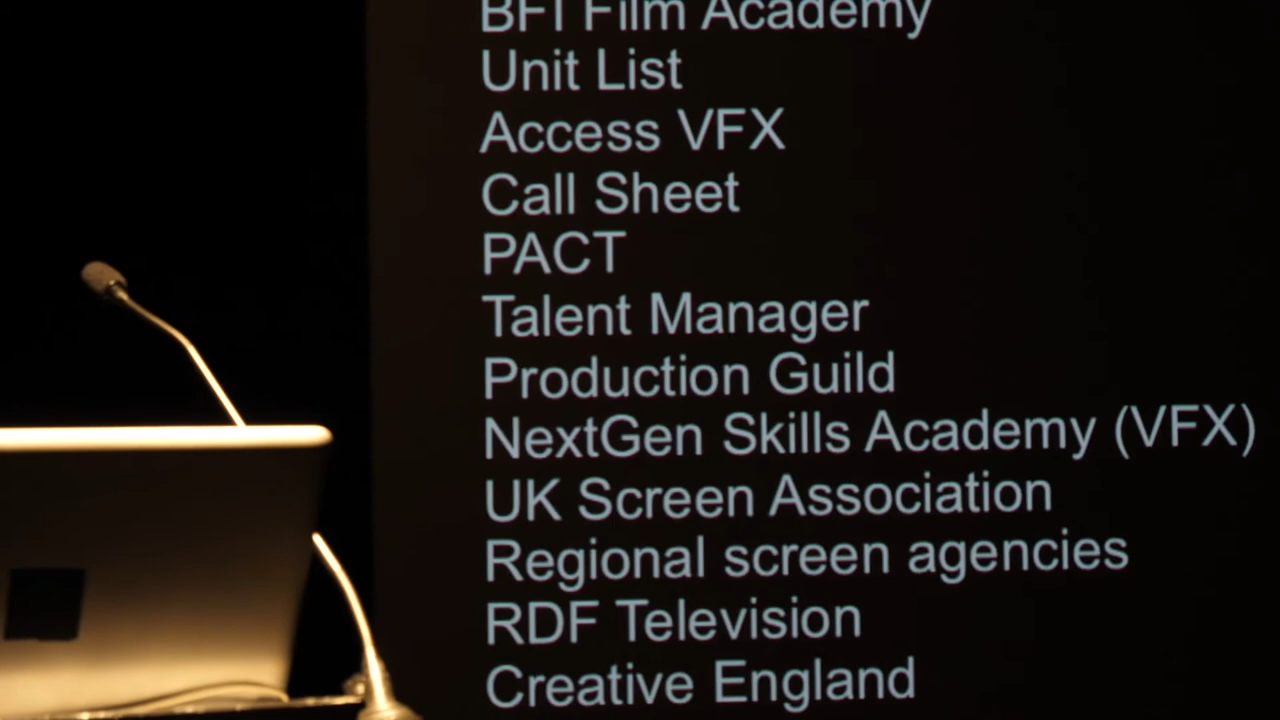 BFI Film Academy
Unit List
Access VFX
Call Sheet
PACT
Talent Manager
Production Guild
NextGen Skills Academy (VFX)
UK Screen Association
Regional screen agencies
RDF Television
Creative England